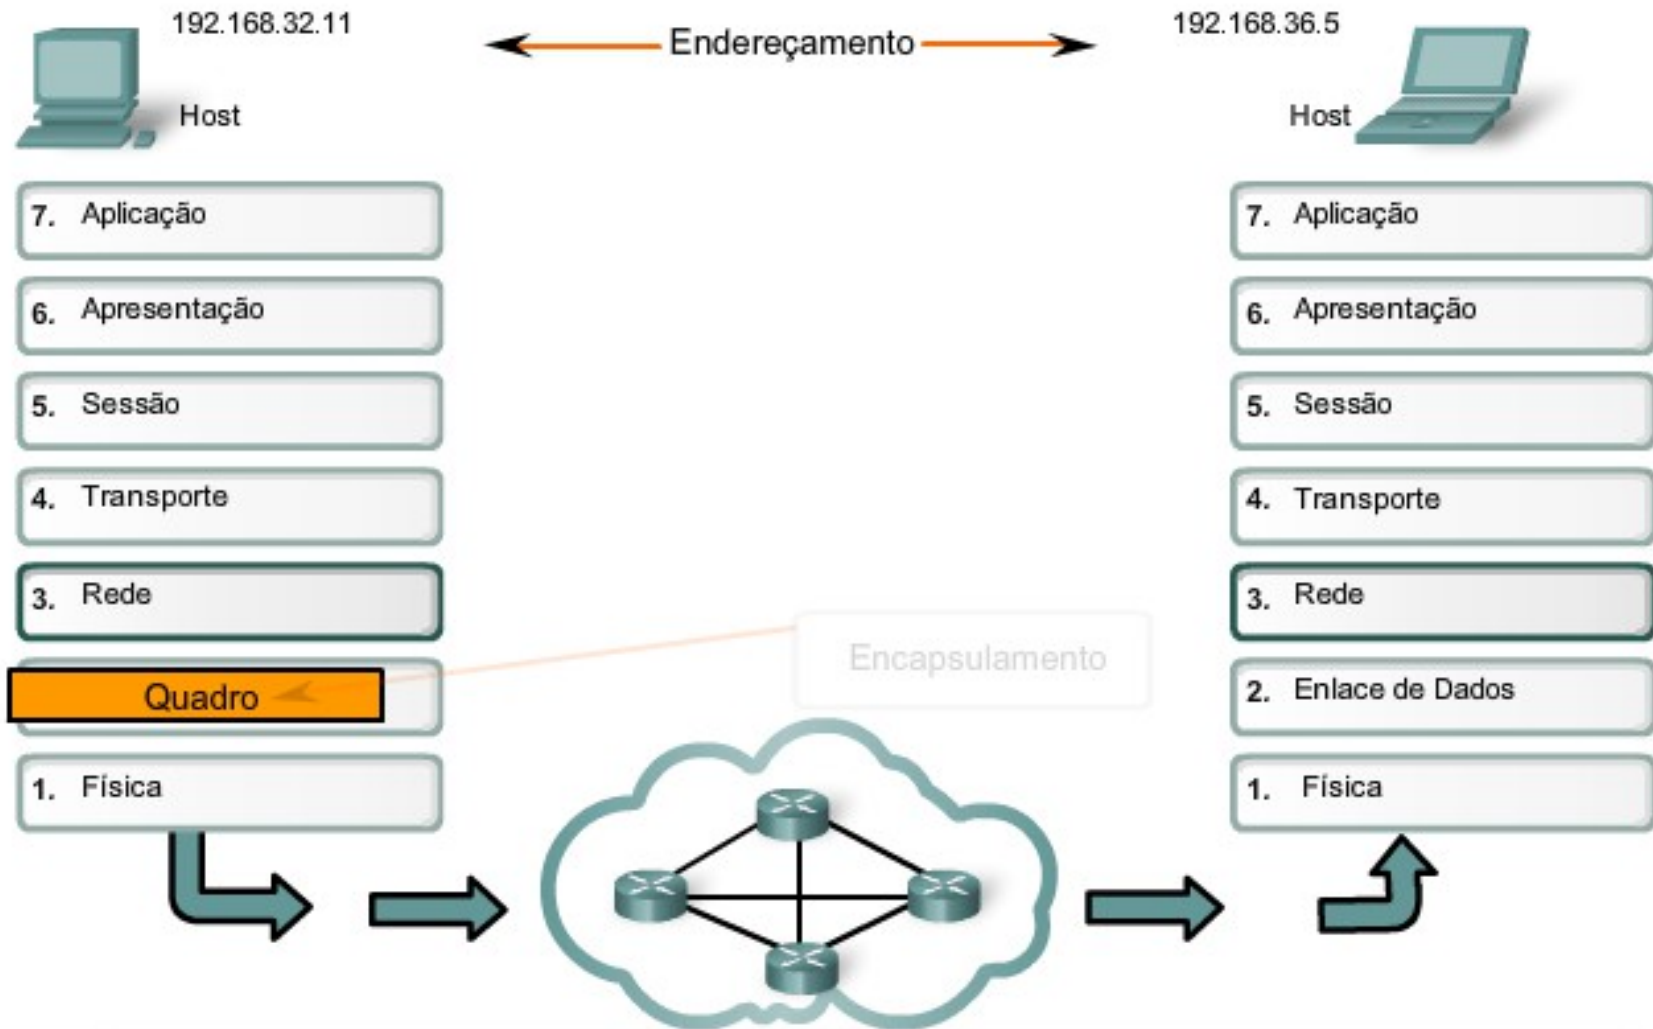 192.168.32.11
Endereçamento
192.168.36.5
Host
Host
7. Aplicação
6. Apresentação
5. Sessão
4. Transporte
3. Rede
Quadro
1. Física
Encapsulamento
7. Aplicação
6. Apresentação
5. Sessão
4. Transporte
3. Rede
2. Enlace de Dados
1. Física